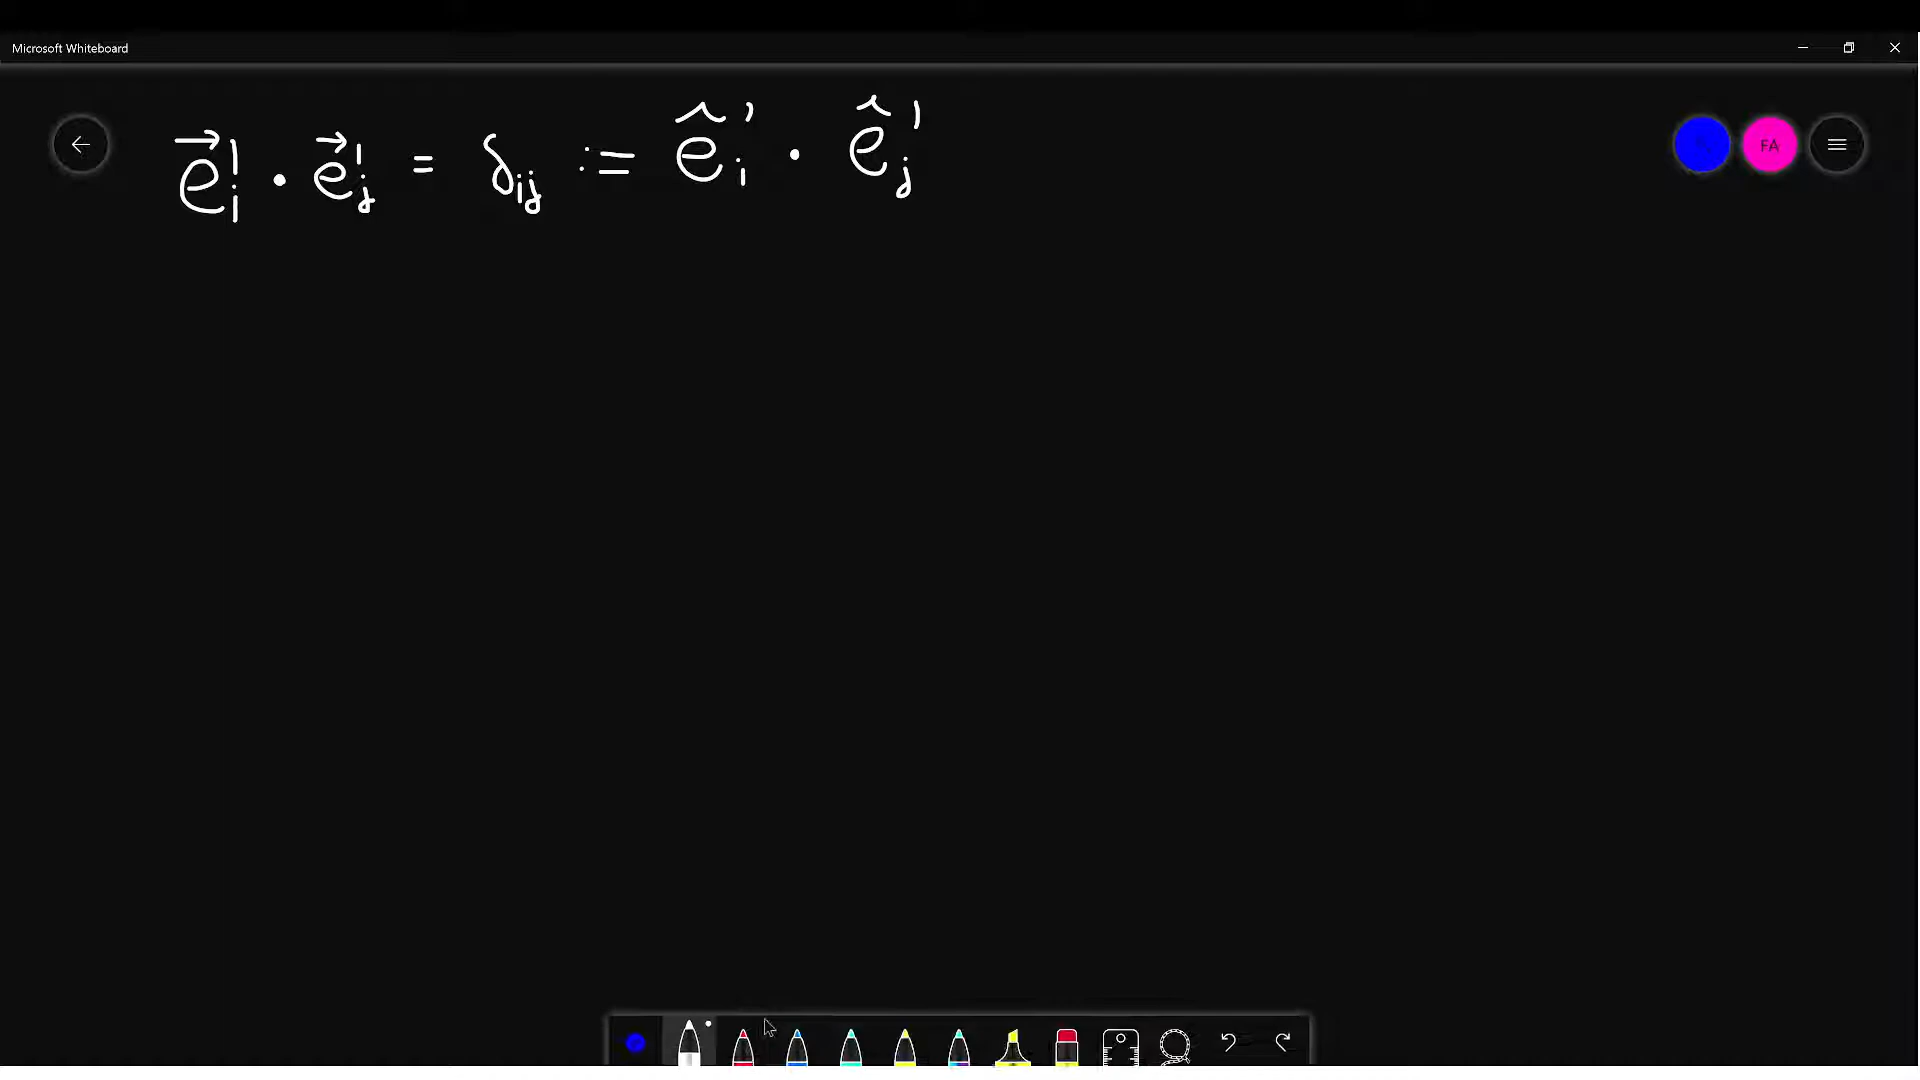 Microsoft Whiteboard
e⃗'ᵢ · e⃗'ⱼ = δᵢⱼ := ê'ᵢ · ê'ⱼ
FA